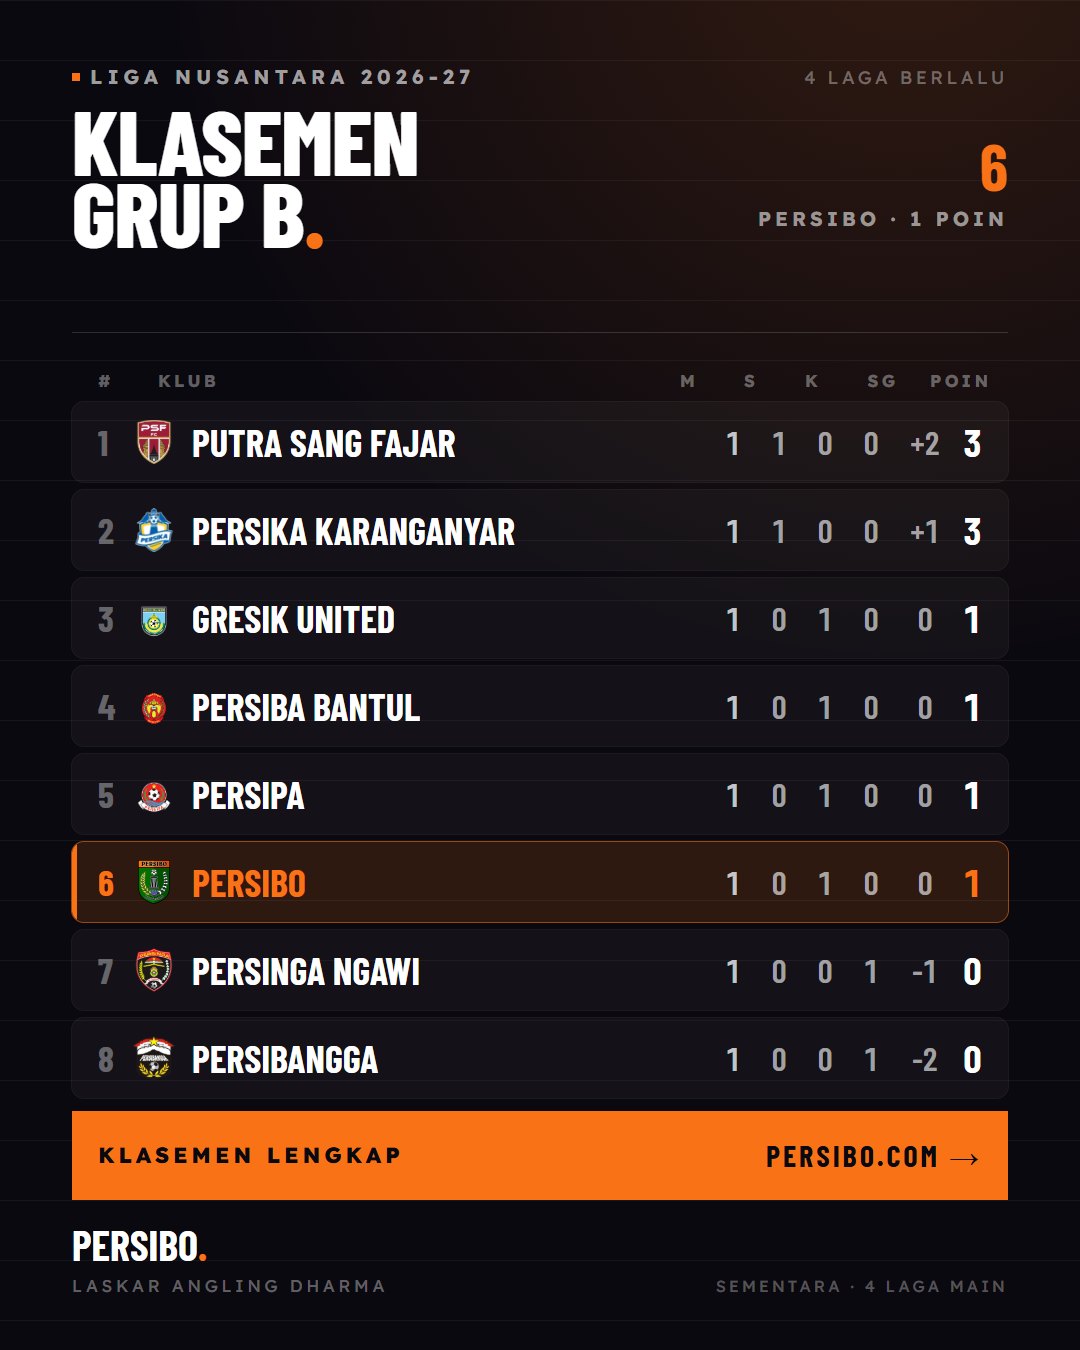 LIGA NUSANTARA 2026-27
4 LAGA BERLALU
KLASEMEN
GRUP B.
6
PERSIBO · 1 POIN
# KLUB M S K SG POIN
1 PSF FC PUTRA SANG FAJAR 1 1 0 0 +2 3
2 PERSIKA PERSIKA KARANGANYAR 1 1 0 0 +1 3
3 GRESIK UNITED 1 0 1 0 0 1
4 PERSIBA BANTUL 1 0 1 0 0 1
5 PERSIPA 1 0 1 0 0 1
6 PERSIBO PERSIBO 1 0 1 0 0 1
7 PERSINGA NGAWI 1 0 0 1 -1 0
8 PERSIBANGGA 1 0 0 1 -2 0
KLASEMEN LENGKAP PERSIBO.COM →
PERSIBO.
LASKAR ANGLING DHARMA
SEMENTARA · 4 LAGA MAIN